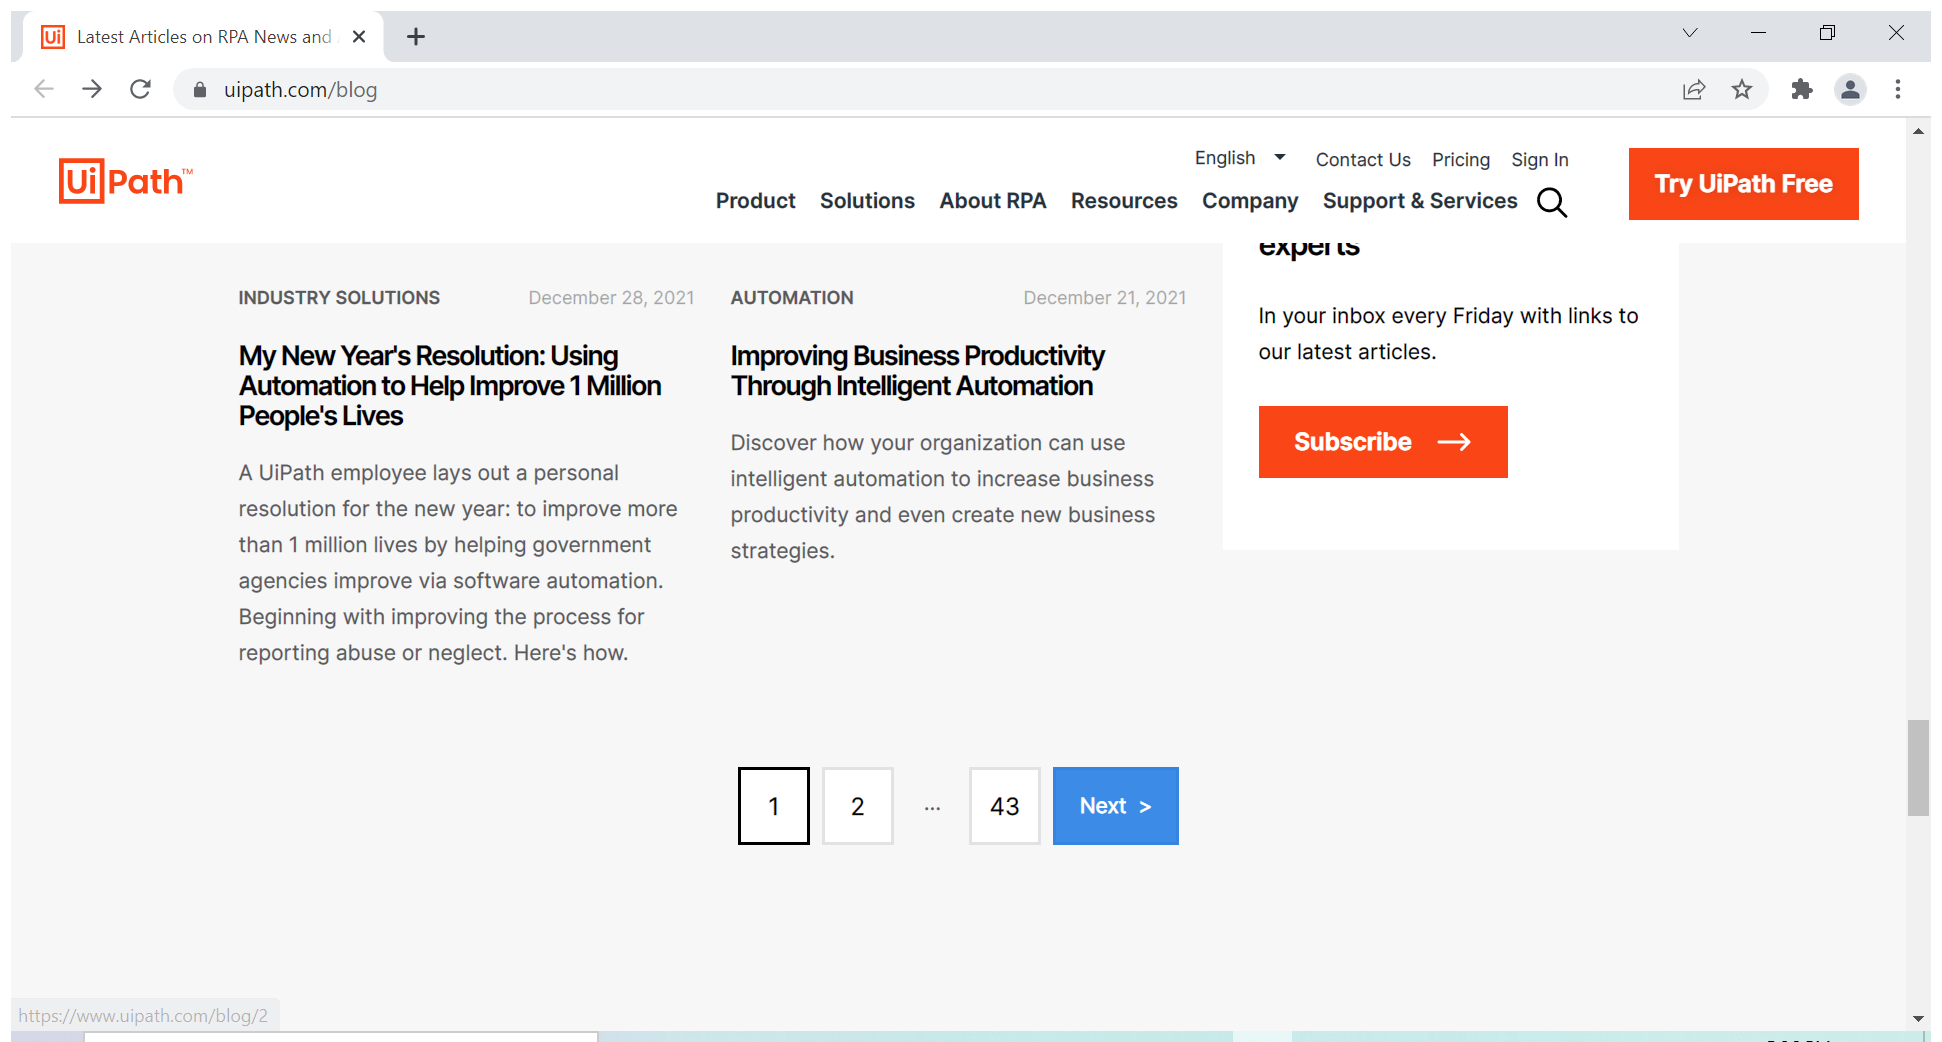 Ui Latest Articles on RPA News and
uipath.com/blog
UiPath™
English Contact Us Pricing Sign In
Product Solutions About RPA Resources Company Support & Services
Try UiPath Free
experts
In your inbox every Friday with links to
our latest articles.
Subscribe →
INDUSTRY SOLUTIONS December 28, 2021
My New Year's Resolution: Using
Automation to Help Improve 1 Million
People's Lives
A UiPath employee lays out a personal
resolution for the new year: to improve more
than 1 million lives by helping government
agencies improve via software automation.
Beginning with improving the process for
reporting abuse or neglect. Here's how.
AUTOMATION December 21, 2021
Improving Business Productivity
Through Intelligent Automation
Discover how your organization can use
intelligent automation to increase business
productivity and even create new business
strategies.
1 2 ... 43 Next >
https://www.uipath.com/blog/2